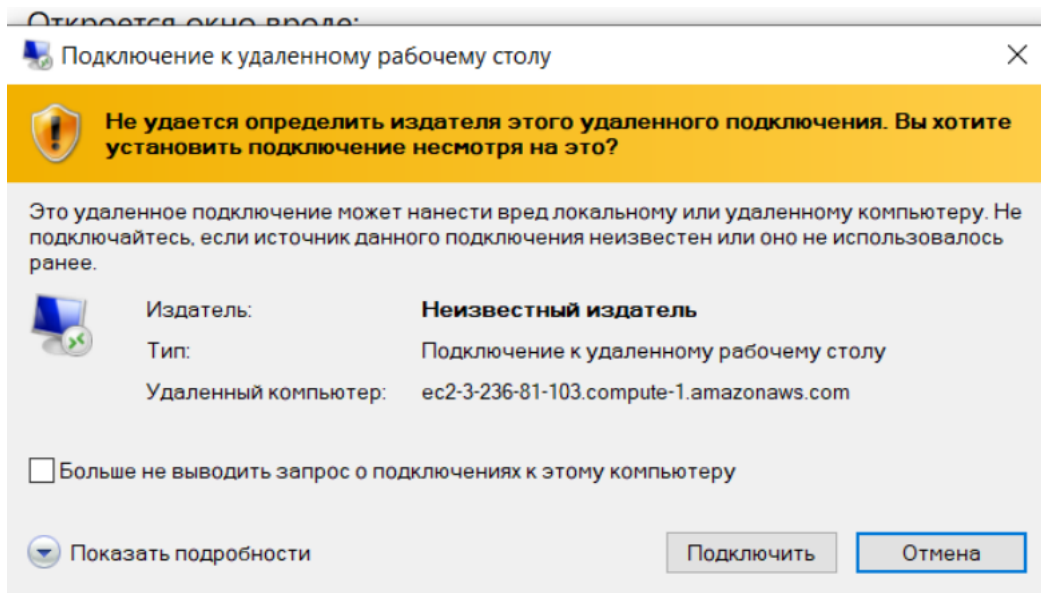 Откроется окно вроде:
Подключение к удаленному рабочему столу
Не удается определить издателя этого удаленного подключения. Вы хотите
установить подключение несмотря на это?
Это удаленное подключение может нанести вред локальному или удаленному компьютеру. Не
подключайтесь, если источник данного подключения неизвестен или оно не использовалось
ранее.
Издатель: Неизвестный издатель
Тип: Подключение к удаленному рабочему столу
Удаленный компьютер: ec2-3-236-81-103.compute-1.amazonaws.com
Больше не выводить запрос о подключениях к этому компьютеру
Показать подробности Подключить Отмена